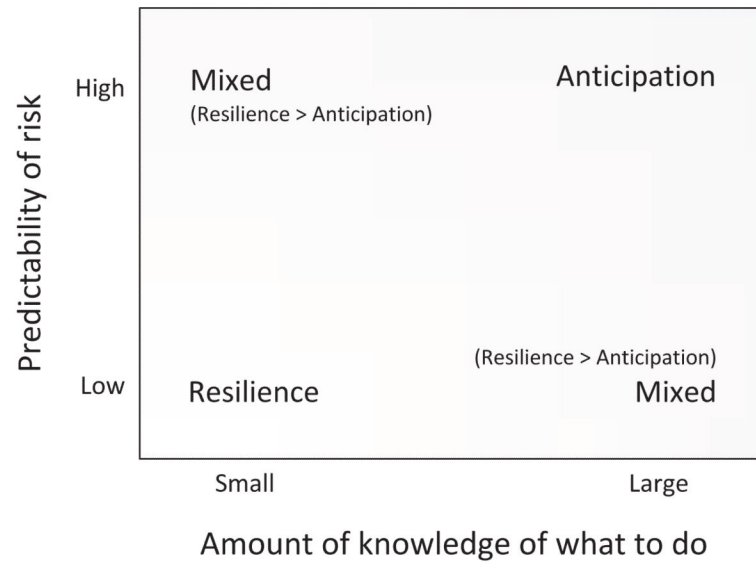 Predictability of risk
High
Mixed
(Resilience > Anticipation)
Anticipation
Low
Resilience
(Resilience > Anticipation)
Mixed
Small
Large
Amount of knowledge of what to do